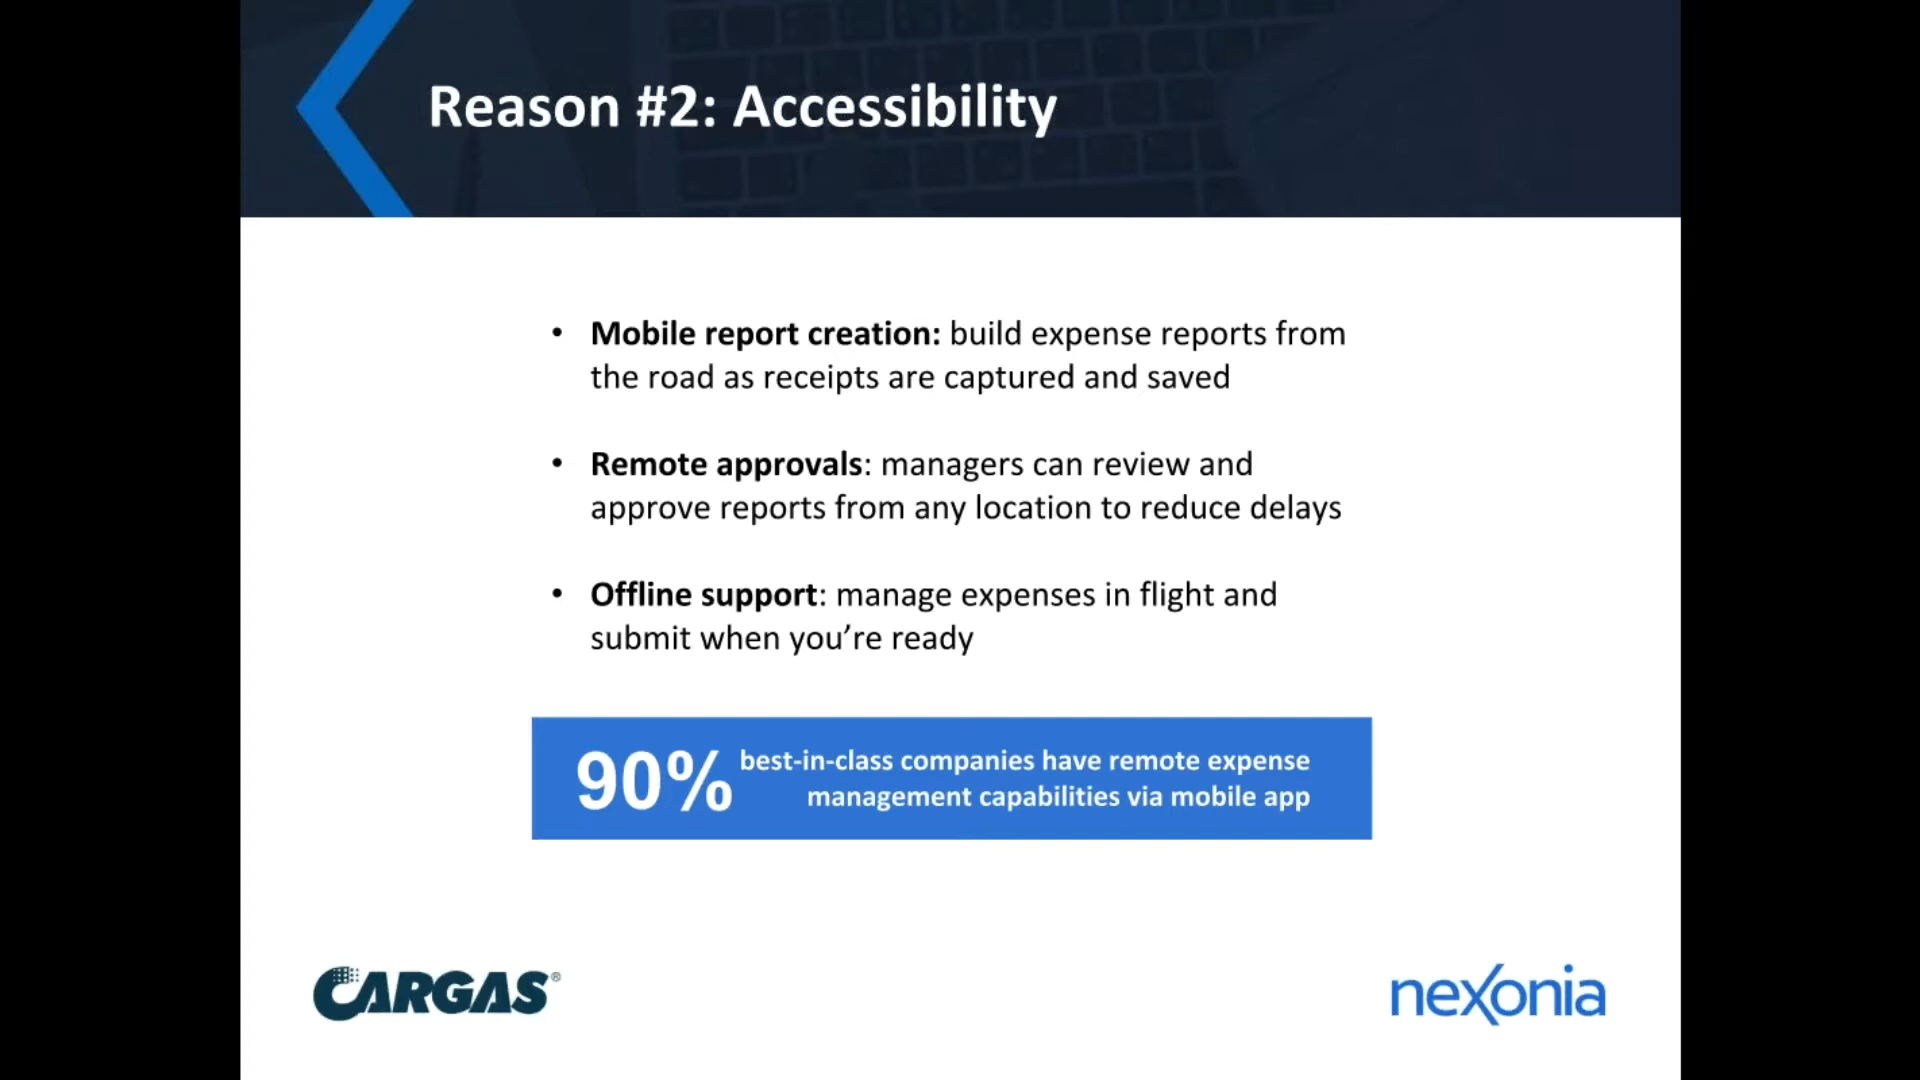 Reason #2: Accessibility
• Mobile report creation: build expense reports from
the road as receipts are captured and saved
• Remote approvals: managers can review and
approve reports from any location to reduce delays
• Offline support: manage expenses in flight and
submit when you’re ready
90% best-in-class companies have remote expense
management capabilities via mobile app
CARGAS®
nexonia